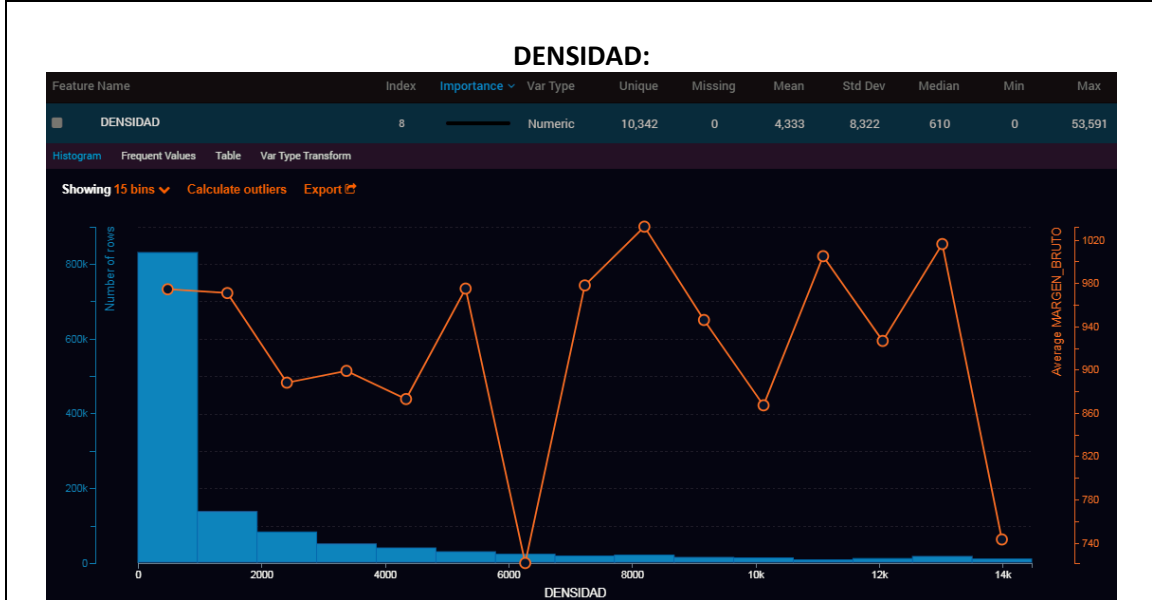 DENSIDAD:
Feature Name Index Importance Var Type Unique Missing Mean Std Dev Median Min Max
DENSIDAD 8 Numeric 10,342 0 4,333 8,322 610 0 53,591
Histogram Frequent Values Table Var Type Transform
Showing 15 bins Calculate outliers Export
Number of rows
800k
600k
400k
200k
0
1020
980
940
900
860
820
780
740
Average MARGEN_BRUTO
0 2000 4000 6000 8000 10k 12k 14k
DENSIDAD